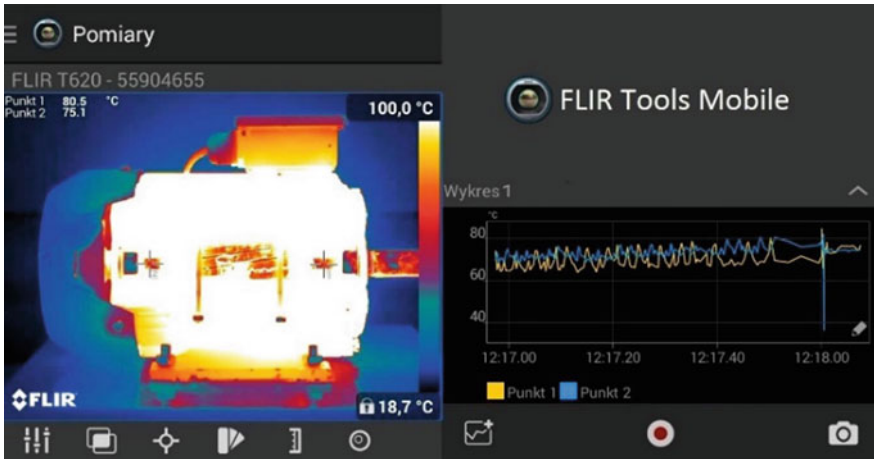 Pomiary
FLIR T620 - 55904655
Punkt 1 80.5 °C
Punkt 2 75.1
100,0 °C
FLIR
18,7 °C
FLIR Tools Mobile
Wykres 1
°C
80
60
40
12:17.00 12:17.20 12:17.40 12:18.00
Punkt 1 Punkt 2